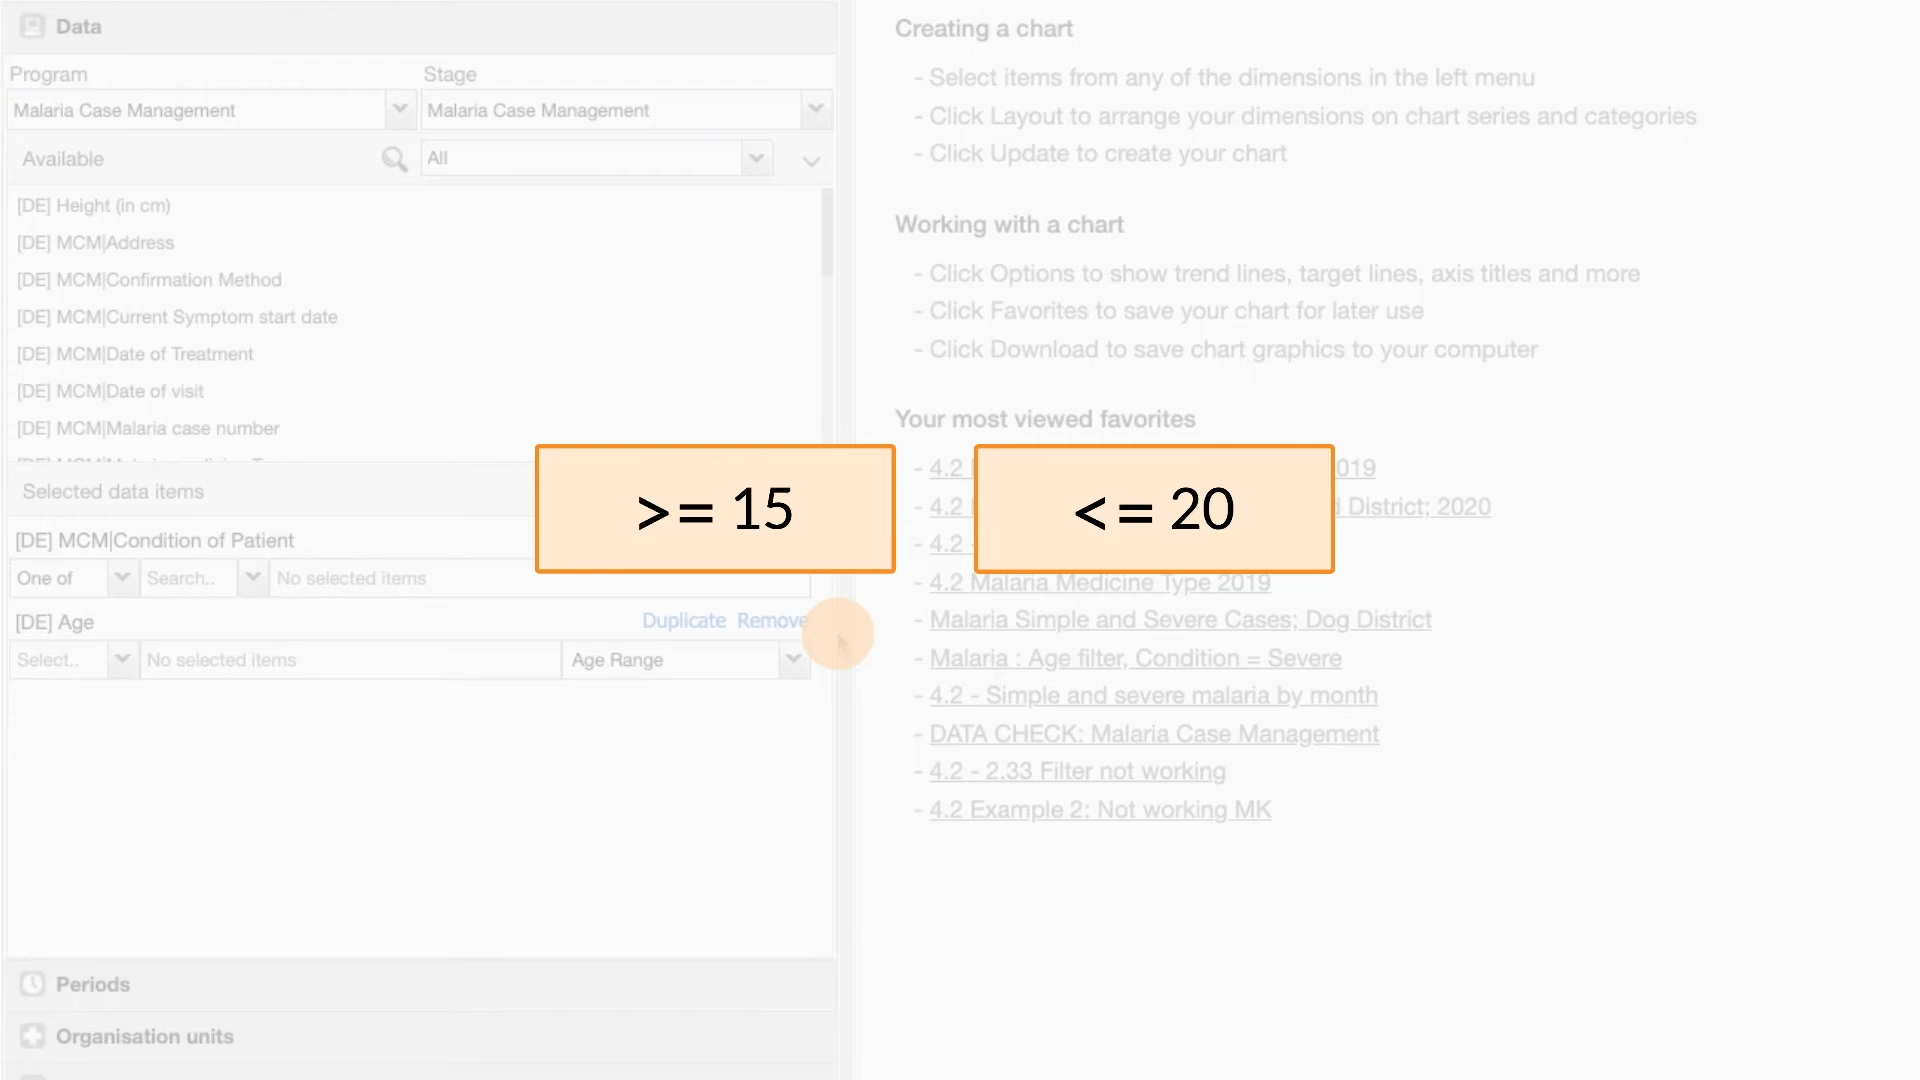 Data
Program
Stage
Malaria Case Management
Malaria Case Management
Available
All
[DE] Height (in cm)
[DE] MCM|Address
[DE] MCM|Confirmation Method
[DE] MCM|Current Symptom start date
[DE] MCM|Date of Treatment
[DE] MCM|Date of visit
[DE] MCM|Malaria case number
Selected data items
[DE] MCM|Condition of Patient
One of
Search..
No selected items
[DE] Age
Duplicate Remove
Select..
No selected items
Age Range
Periods
Organisation units
Creating a chart
- Select items from any of the dimensions in the left menu
- Click Layout to arrange your dimensions on chart series and categories
- Click Update to create your chart
Working with a chart
- Click Options to show trend lines, target lines, axis titles and more
- Click Favorites to save your chart for later use
- Click Download to save chart graphics to your computer
Your most viewed favorites
- 4.2
- 4.2 District; 2020
- 4.2 -
- 4.2 Malaria Medicine Type 2019
- Malaria Simple and Severe Cases; Dog District
- Malaria : Age filter, Condition = Severe
- 4.2 - Simple and severe malaria by month
- DATA CHECK: Malaria Case Management
- 4.2 - 2.33 Filter not working
- 4.2 Example 2: Not working MK
>= 15
<= 20